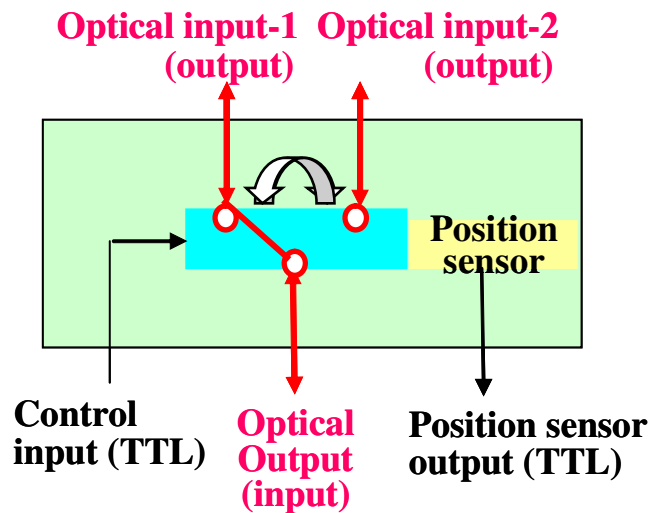 Optical input-1 Optical input-2
(output) (output)
Position
sensor
Control
input (TTL)
Optical
Output
(input)
Position sensor
output (TTL)